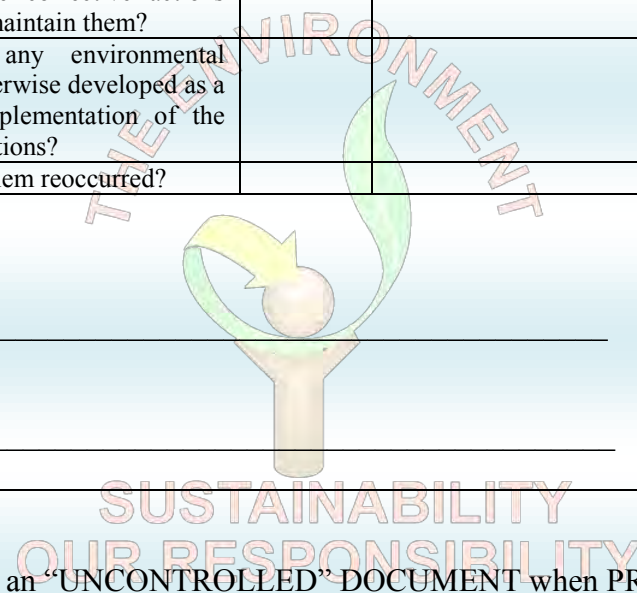 maintain them?
any environmental
erwise developed as a
plementation of the
tions?
lem reoccurred?
THE ENVIRONMENT
SUSTAINABILITY
OUR RESPONSIBILITY
an “UNCONTROLLED” DOCUMENT when PR